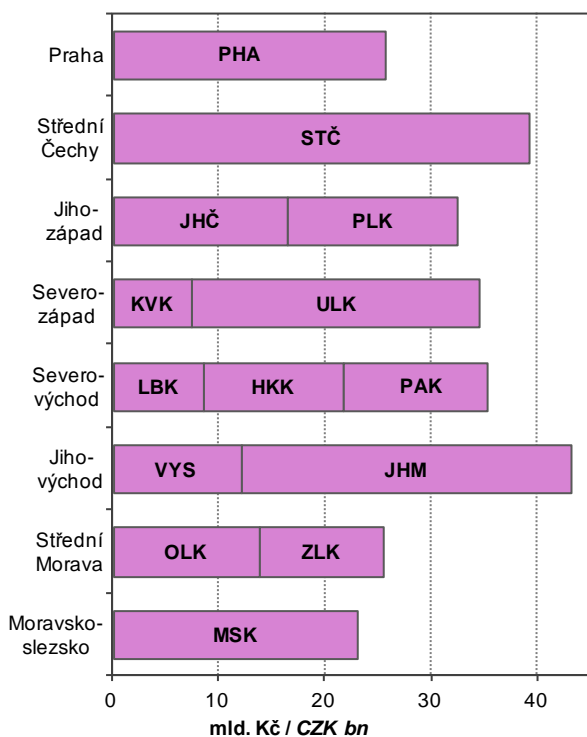 Praha
PHA
Střední
Čechy
STČ
Jiho-
západ
JHČ PLK
Severo-
západ
KVK ULK
Severo-
východ
LBK HKK PAK
Jiho-
východ
VYS JHM
Střední
Morava
OLK ZLK
Moravsko-
slezsko
MSK
0 10 20 30 40
mld. Kč / CZK bn